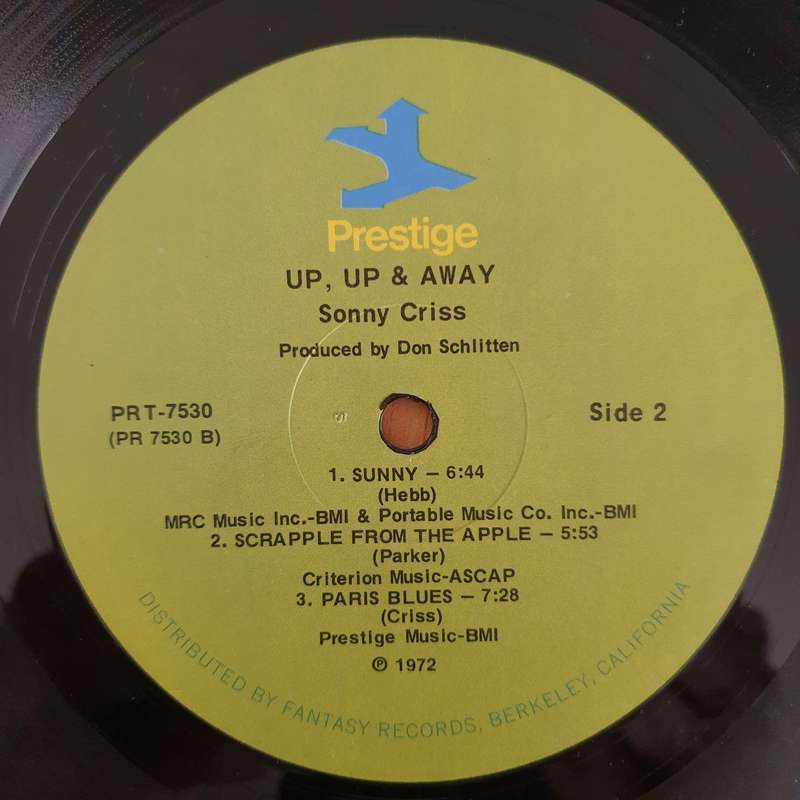 Prestige
UP, UP & AWAY
Sonny Criss
Produced by Don Schlitten
PRT-7530
(PR 7530 B)
Side 2
1. SUNNY – 6:44
(Hebb)
MRC Music Inc.-BMI & Portable Music Co. Inc.-BMI
2. SCRAPPLE FROM THE APPLE – 5:53
(Parker)
Criterion Music-ASCAP
3. PARIS BLUES – 7:28
(Criss)
Prestige Music-BMI
℗ 1972
DISTRIBUTED BY FANTASY RECORDS, BERKELEY, CALIFORNIA